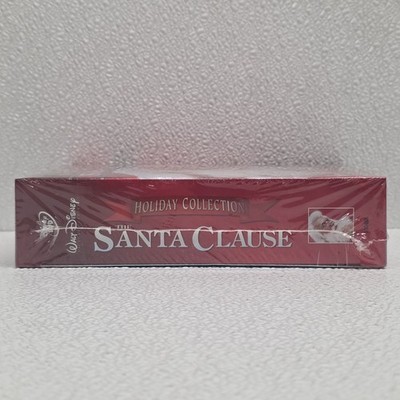 HOLIDAY COLLECTION
WALT DISNEY
THE
SANTA CLAUSE